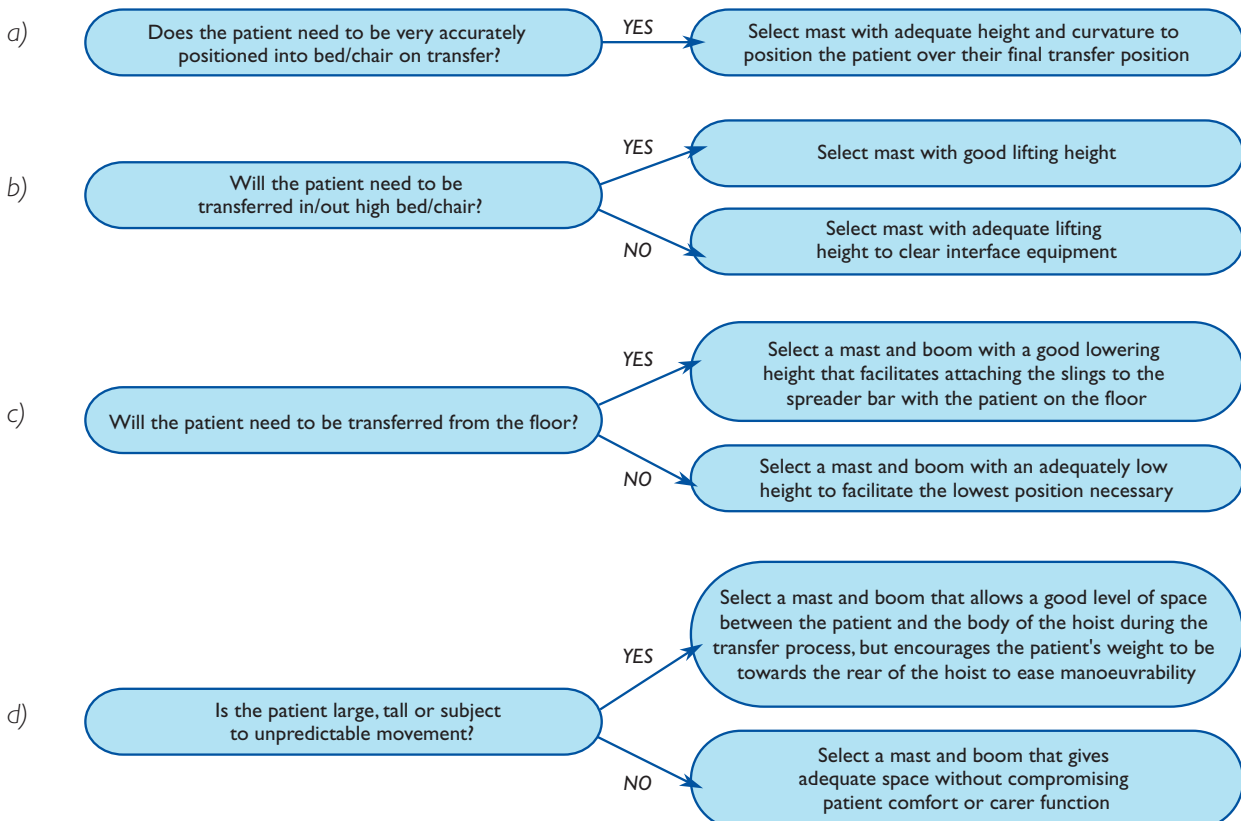 a)
Does the patient need to be very accurately
positioned into bed/chair on transfer?
YES
Select mast with adequate height and curvature to
position the patient over their final transfer position
b)
Will the patient need to be
transferred in/out high bed/chair?
YES
Select mast with good lifting height
NO
Select mast with adequate lifting
height to clear interface equipment
c)
Will the patient need to be transferred from the floor?
YES
Select a mast and boom with a good lowering
height that facilitates attaching the slings to the
spreader bar with the patient on the floor
NO
Select a mast and boom with an adequately low
height to facilitate the lowest position necessary
d)
Is the patient large, tall or subject
to unpredictable movement?
YES
Select a mast and boom that allows a good level of space
between the patient and the body of the hoist during the
transfer process, but encourages the patient's weight to be
towards the rear of the hoist to ease manoeuvrability
NO
Select a mast and boom that gives
adequate space without compromising
patient comfort or carer function